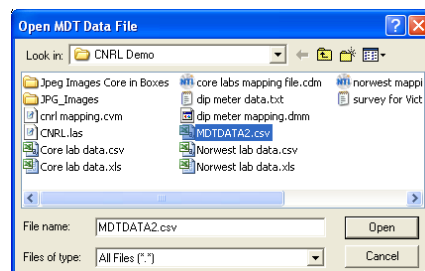 Open MDT Data File
Look in: CNRL Demo
Jpeg Images Core in Boxes core labs mapping file.cdm norwest mappi
JPG_Images dip meter data.txt survey for Vict
cnrl mapping.cvm dip meter mapping.dmm
CNRL.las MDTDATA2.csv
Core lab data.csv Norwest lab data.csv
Core lab data.xls Norwest lab data.xls
File name: MDTDATA2.csv Open
Files of type: All Files (*.*) Cancel